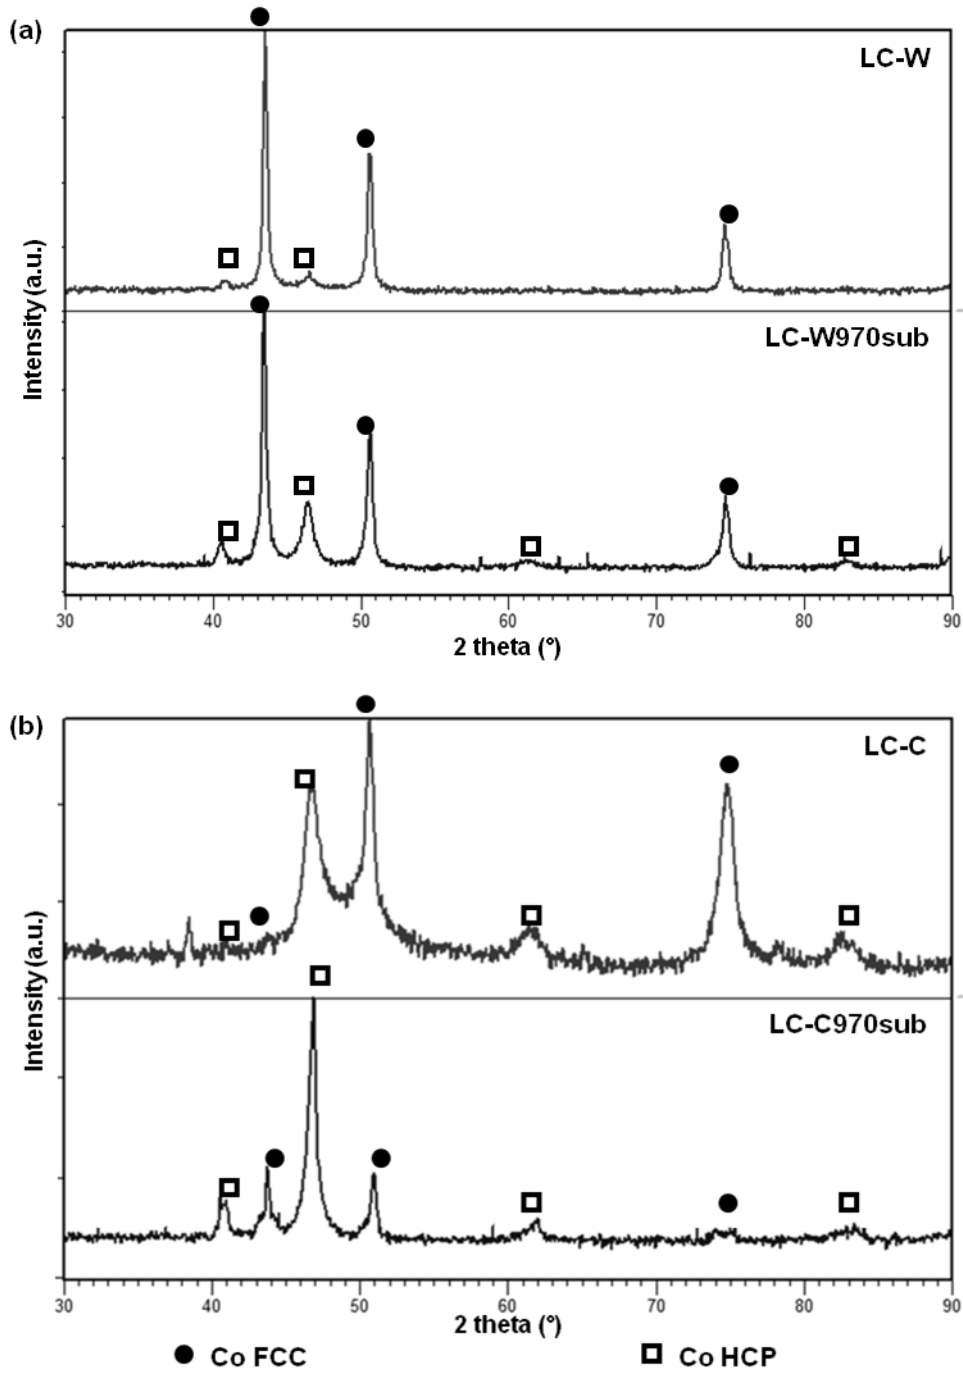 (a)
LC-W
LC-W970sub
Intensity (a.u.)
30 40 50 60 70 80 90
2 theta (°)
(b)
LC-C
LC-C970sub
Intensity (a.u.)
30 40 50 60 70 80 90
2 theta (°)
Co FCC Co HCP